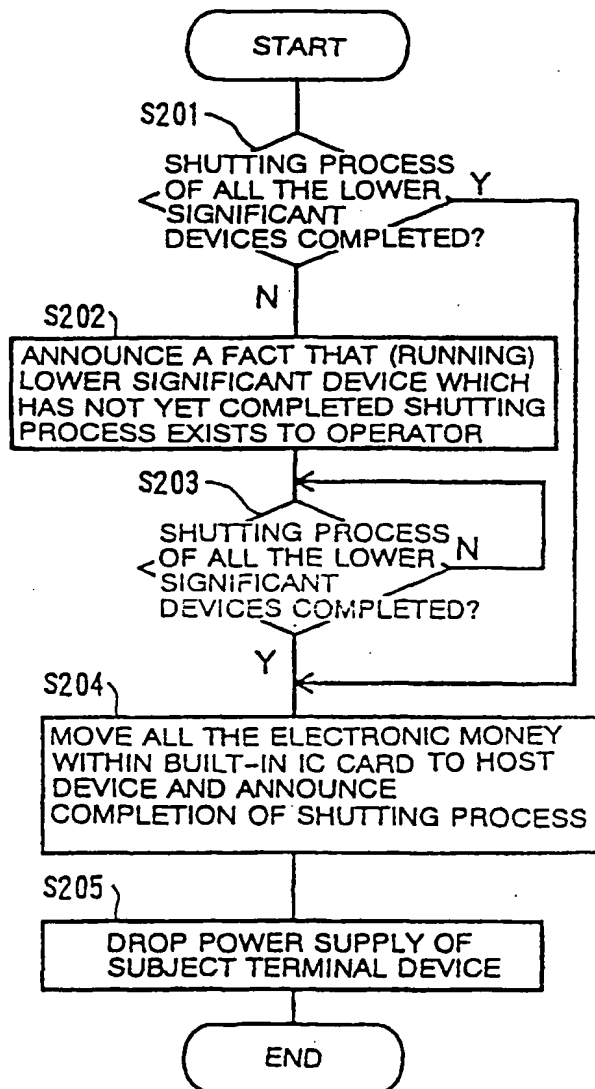 START
S201
SHUTTING PROCESS
OF ALL THE LOWER
SIGNIFICANT
DEVICES COMPLETED?
Y
N
S202
ANNOUNCE A FACT THAT (RUNNING)
LOWER SIGNIFICANT DEVICE WHICH
HAS NOT YET COMPLETED SHUTTING
PROCESS EXISTS TO OPERATOR
S203
SHUTTING PROCESS
OF ALL THE LOWER
SIGNIFICANT
DEVICES COMPLETED?
N
Y
S204
MOVE ALL THE ELECTRONIC MONEY
WITHIN BUILT-IN IC CARD TO HOST
DEVICE AND ANNOUNCE
COMPLETION OF SHUTTING PROCESS
S205
DROP POWER SUPPLY OF
SUBJECT TERMINAL DEVICE
END